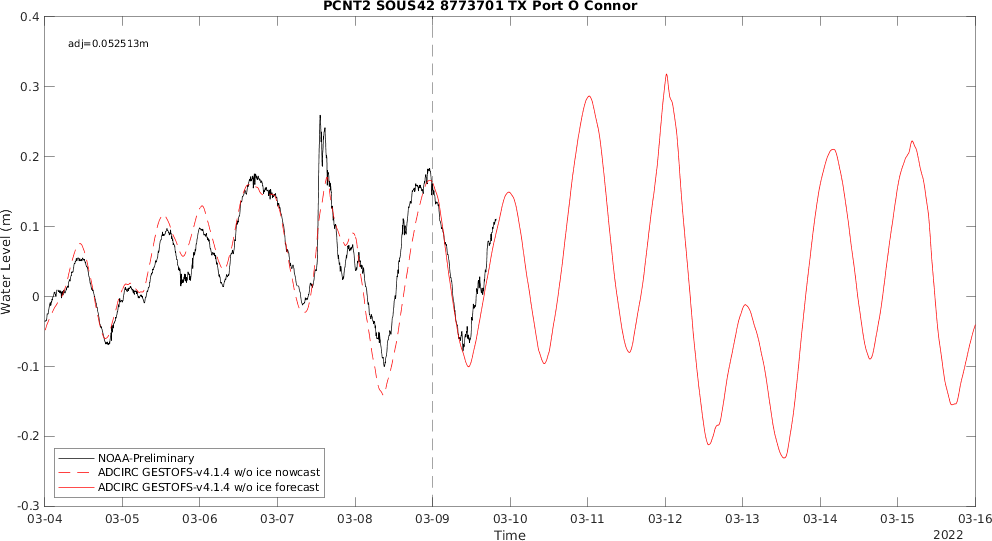 PCNT2 SOUS42 8773701 TX Port O Connor
adj=0.052513m
0.4
0.3
0.2
0.1
0
-0.1
-0.2
-0.3
Water Level (m)
NOAA-Preliminary
ADCIRC GESTOFS-v4.1.4 w/o ice nowcast
ADCIRC GESTOFS-v4.1.4 w/o ice forecast
03-04 03-05 03-06 03-07 03-08 03-09 03-10 03-11 03-12 03-13 03-14 03-15 03-16
Time
2022